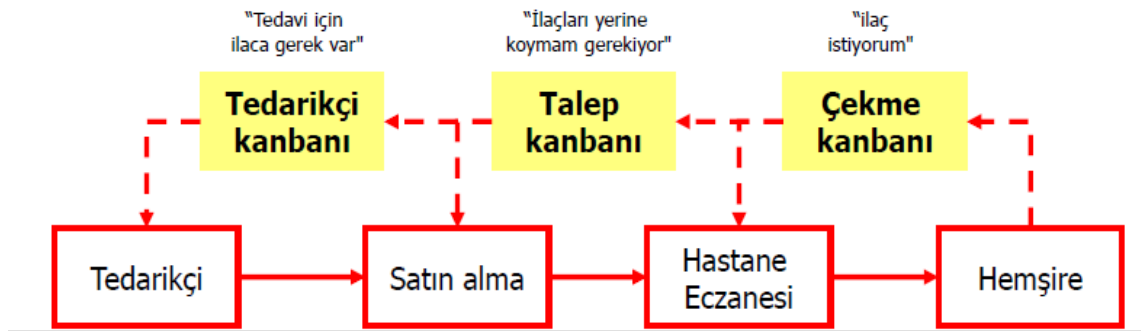 “Tedavi için
ilaca gerek var"
“İlaçları yerine
koymam gerekiyor"
“ilaç
istiyorum"
Tedarikçi
kanbanı
Talep
kanbanı
Çekme
kanbanı
Tedarikçi
Satın alma
Hastane
Eczanesi
Hemşire